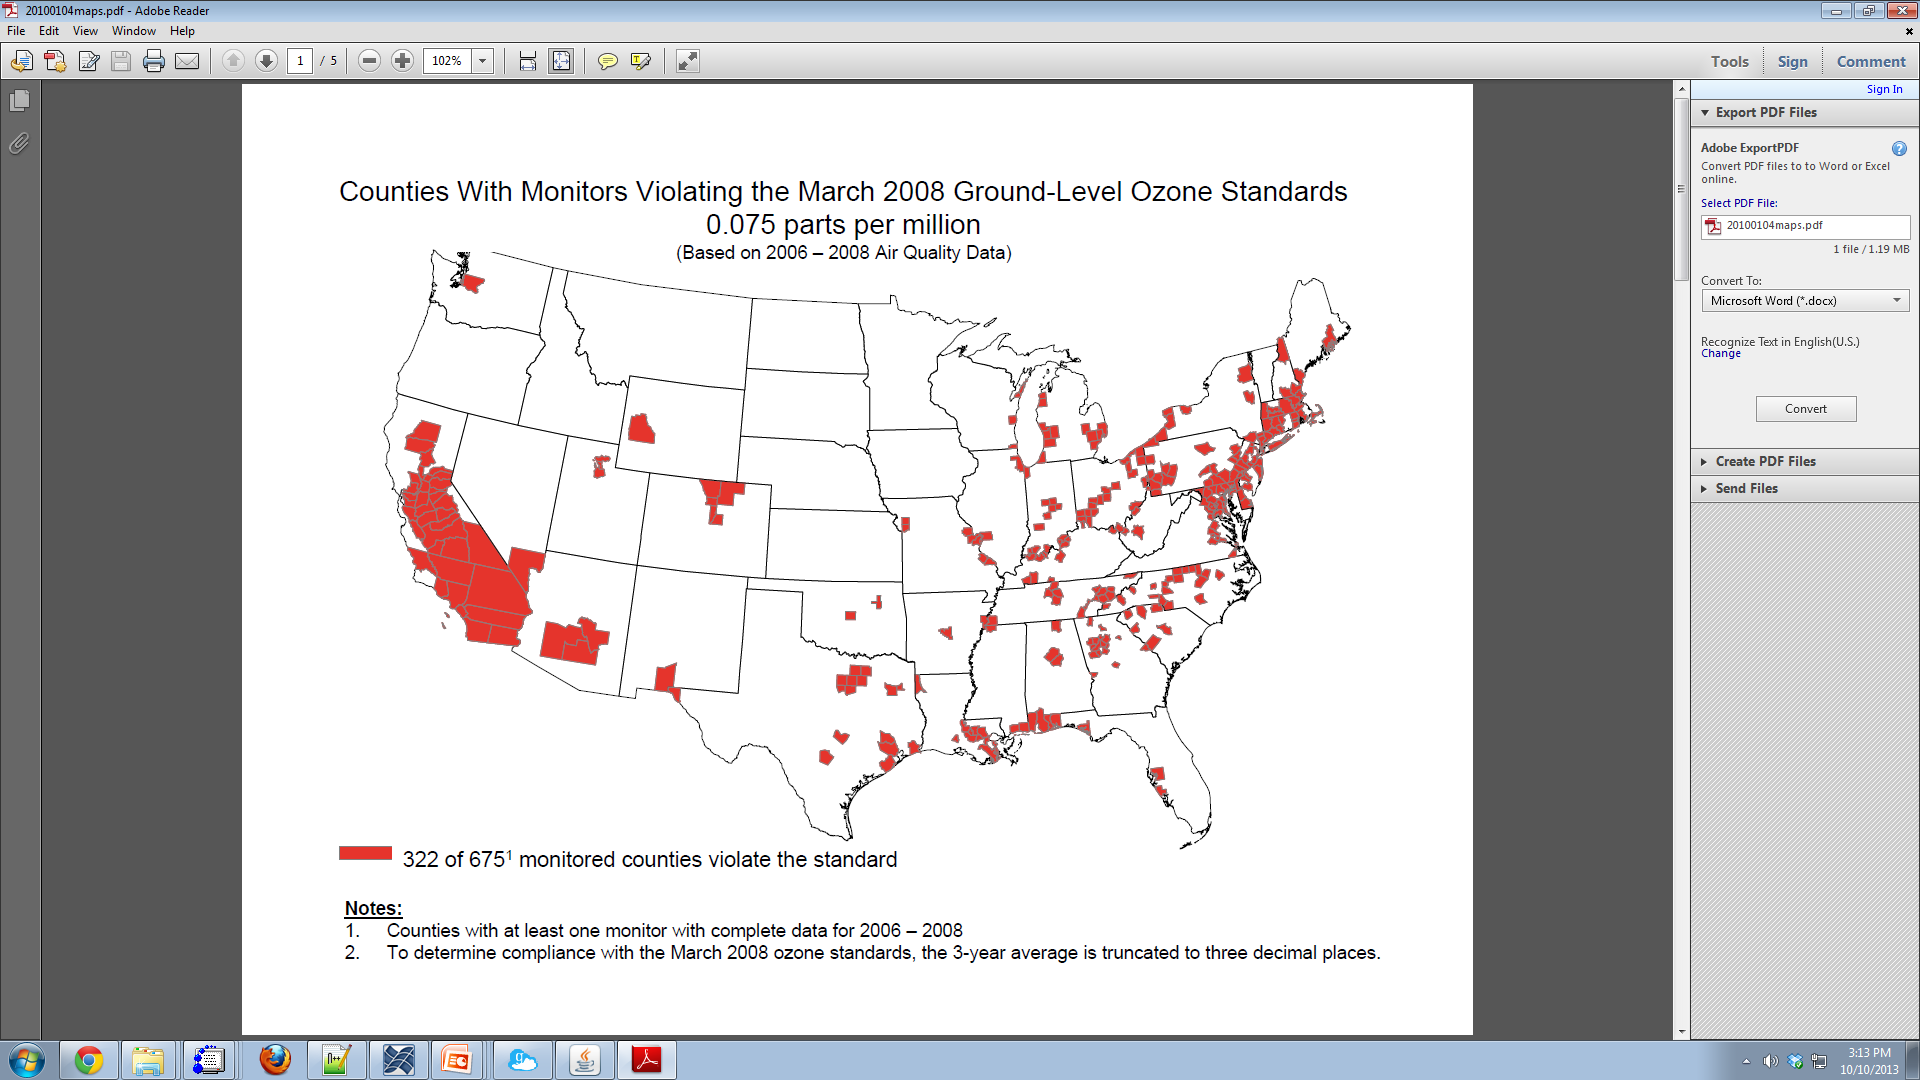 20100104maps.pdf - Adobe Reader
File Edit View Window Help
1 / 5 102%
Tools Sign Comment
Sign In
Export PDF Files
Adobe ExportPDF
Convert PDF files to to Word or Excel
online.
Select PDF File:
20100104maps.pdf
1 file / 1.19 MB
Convert To:
Microsoft Word (*.docx)
Recognize Text in English(U.S.)
Change
Convert
Create PDF Files
Send Files
Counties With Monitors Violating the March 2008 Ground-Level Ozone Standards
0.075 parts per million
(Based on 2006 – 2008 Air Quality Data)
322 of 675¹ monitored counties violate the standard
Notes:
1. Counties with at least one monitor with complete data for 2006 – 2008
2. To determine compliance with the March 2008 ozone standards, the 3-year average is truncated to three decimal places.
3:13 PM
10/10/2013